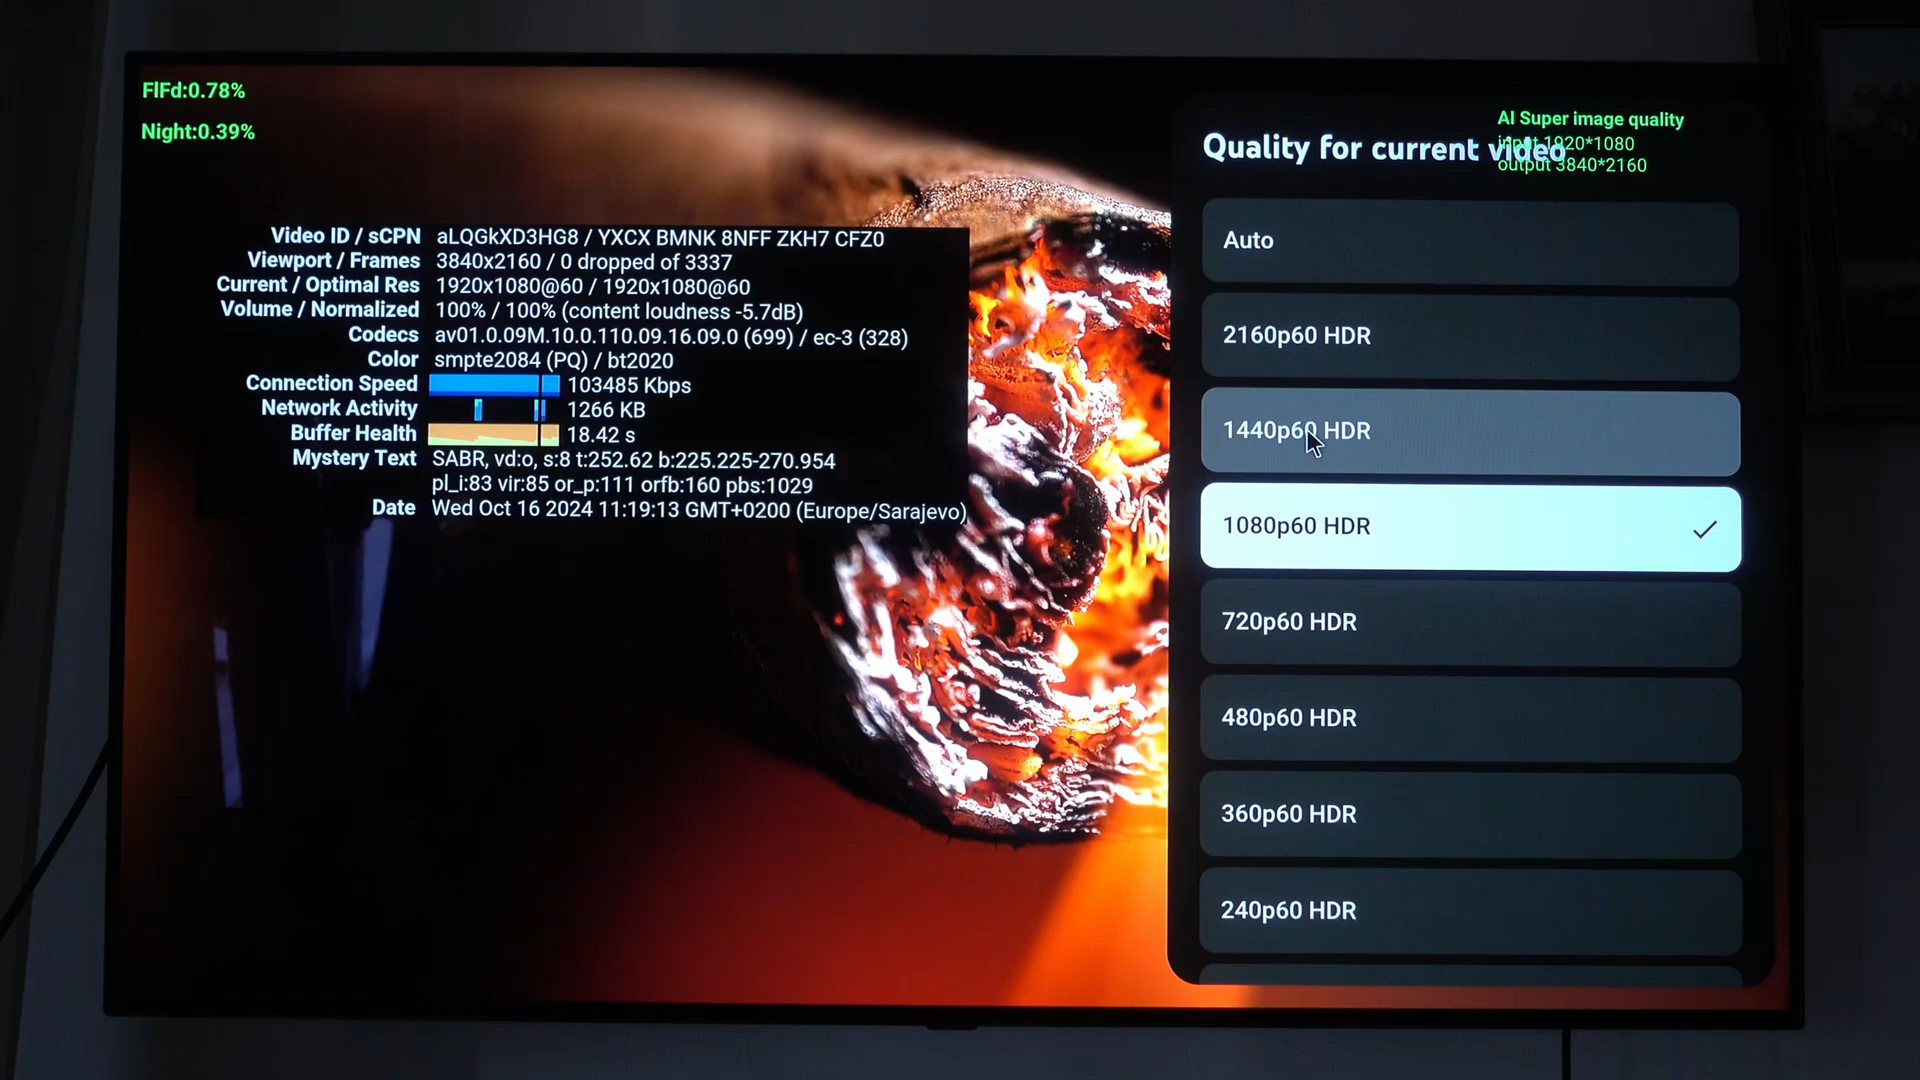 FlFd:0.78%
Night:0.39%
Video ID / sCPN aLQGkXD3HG8 / YXCX BMNK 8NFF ZKH7 CFZ0
Viewport / Frames 3840x2160 / 0 dropped of 3337
Current / Optimal Res 1920x1080@60 / 1920x1080@60
Volume / Normalized 100% / 100% (content loudness -5.7dB)
Codecs av01.0.09M.10.0.110.09.16.09.0 (699) / ec-3 (328)
Color smpte2084 (PQ) / bt2020
Connection Speed 103485 Kbps
Network Activity 1266 KB
Buffer Health 18.42 s
Mystery Text SABR, vd:o, s:8 t:252.62 b:225.225-270.954
pl_i:83 vir:85 or_p:111 orfb:160 pbs:1029
Date Wed Oct 16 2024 11:19:13 GMT+0200 (Europe/Sarajevo)
AI Super image quality
input 1920*1080
output 3840*2160
Quality for current video
Auto
2160p60 HDR
1440p60 HDR
1080p60 HDR
720p60 HDR
480p60 HDR
360p60 HDR
240p60 HDR